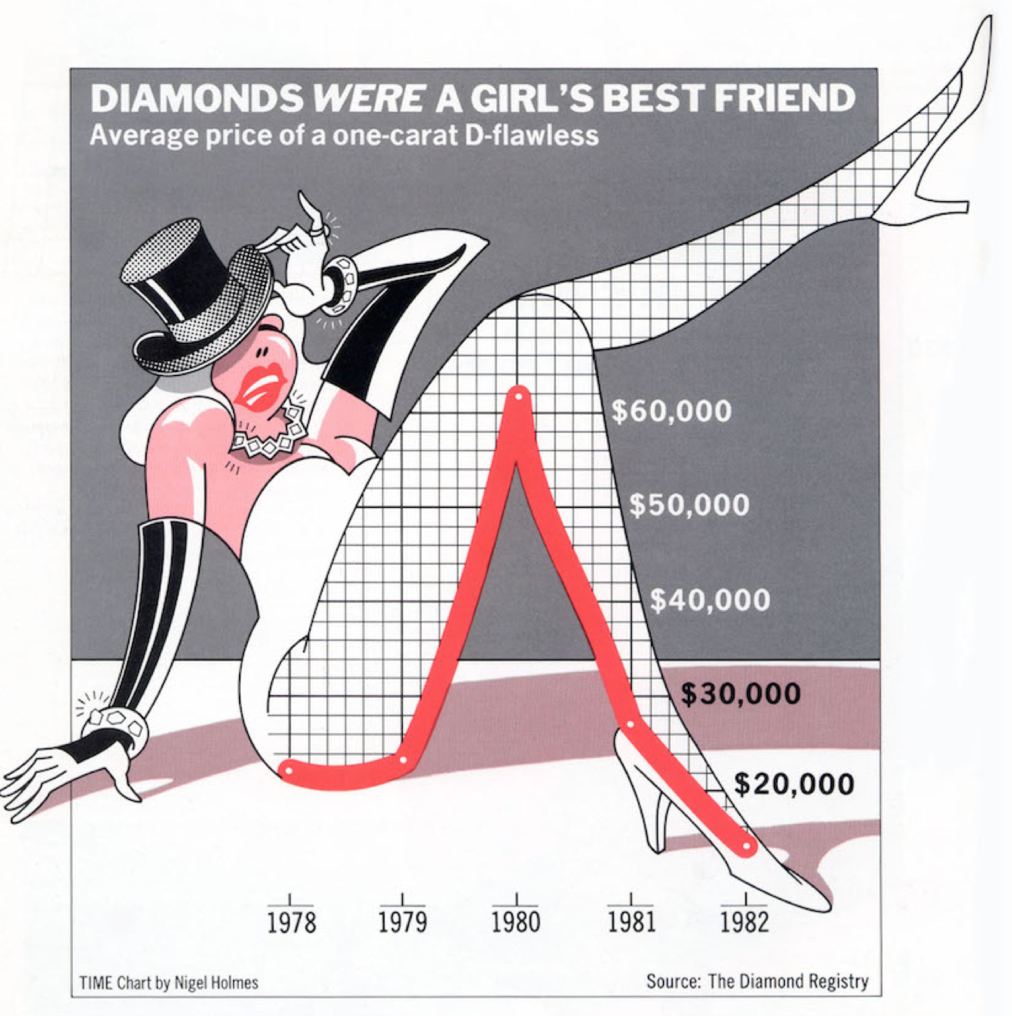 DIAMONDS WERE A GIRL'S BEST FRIEND
Average price of a one-carat D-flawless
$60,000
$50,000
$40,000
$30,000
$20,000
1978 1979 1980 1981 1982
TIME Chart by Nigel Holmes
Source: The Diamond Registry